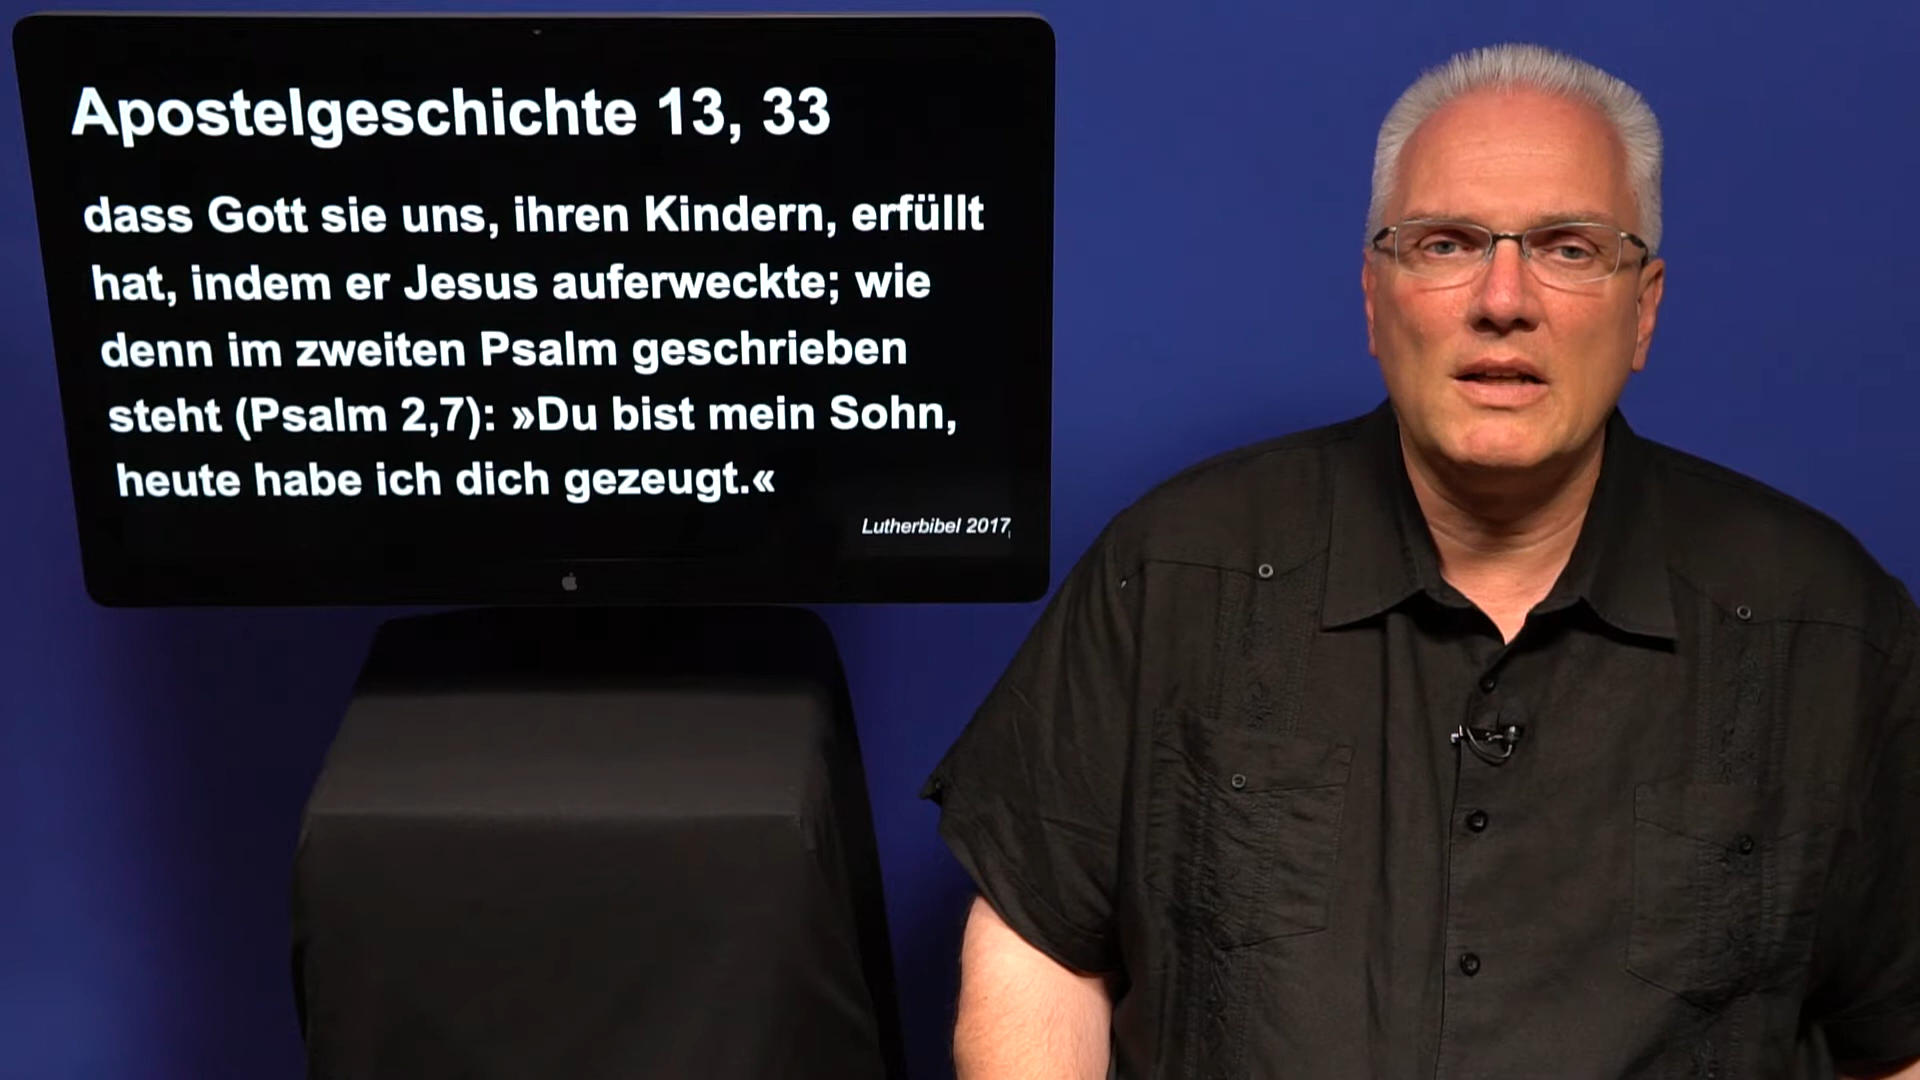 Apostelgeschichte 13, 33
dass Gott sie uns, ihren Kindern, erfüllt
hat, indem er Jesus auferweckte; wie
denn im zweiten Psalm geschrieben
steht (Psalm 2,7): »Du bist mein Sohn,
heute habe ich dich gezeugt.«
Lutherbibel 2017